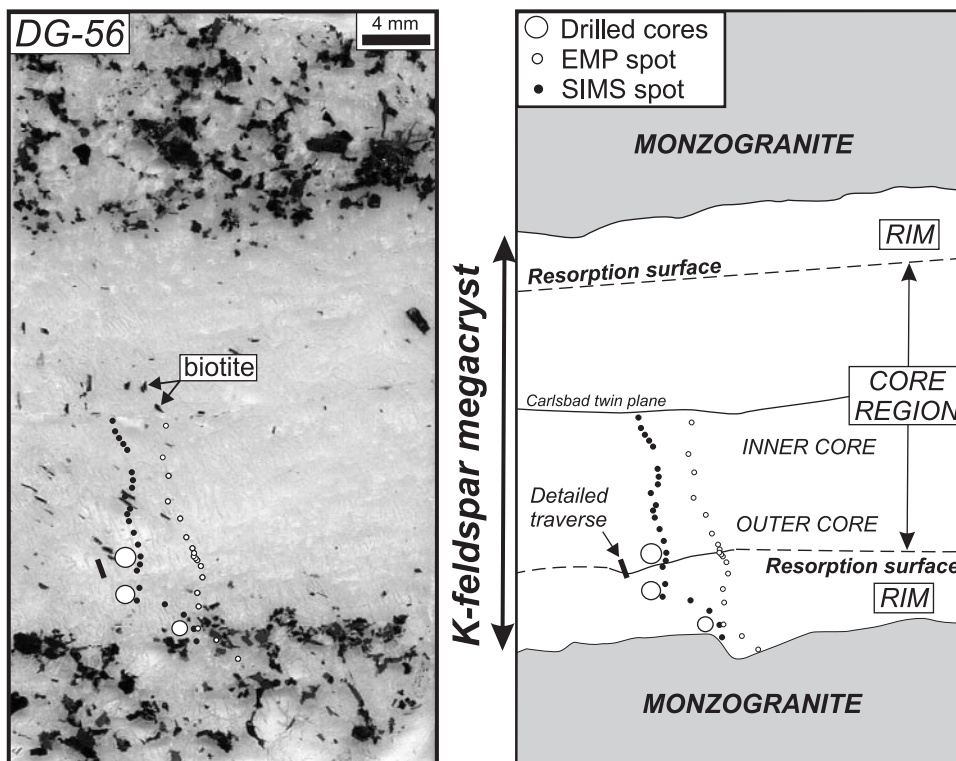 DG-56
4 mm
biotite
Drilled cores
EMP spot
SIMS spot
MONZOGRANITE
RIM
Resorption surface
K-feldspar megacryst
CORE
REGION
Carlsbad twin plane
INNER CORE
Detailed
traverse
OUTER CORE
Resorption surface
RIM
MONZOGRANITE